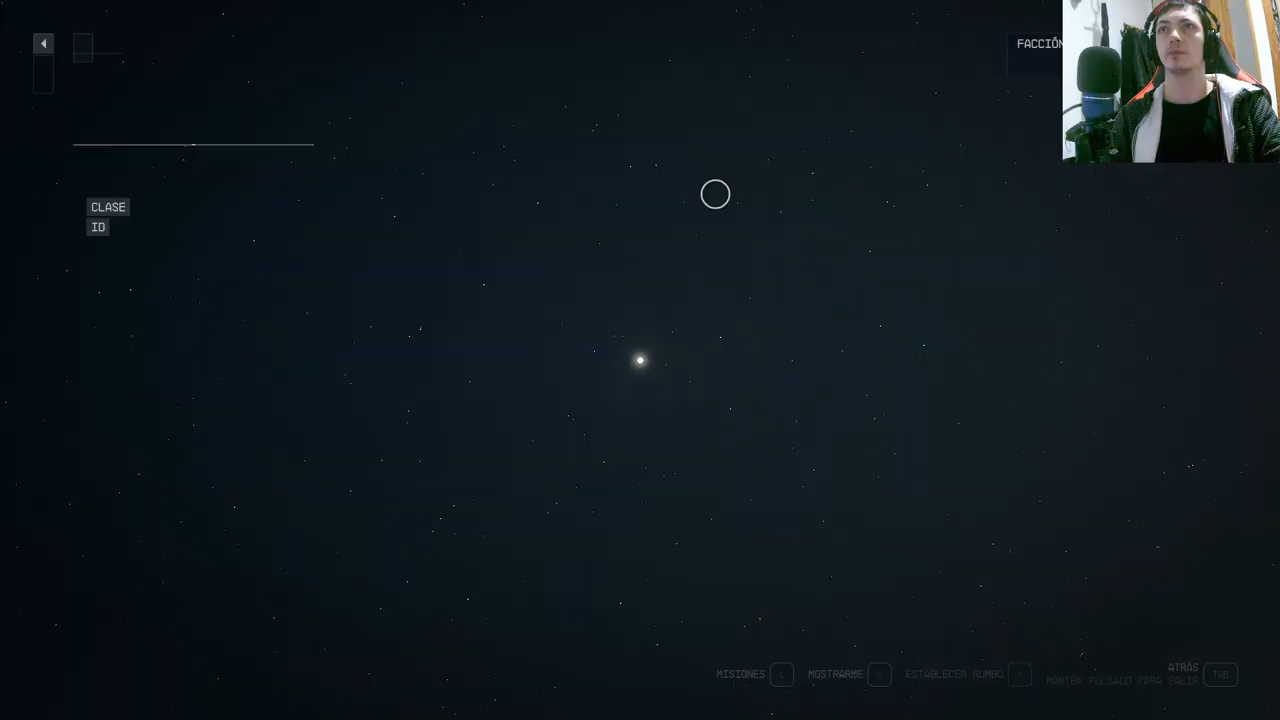 FACCIÓN
CLASE
ID
MISIONES L MOSTRARME ESTABLECER RUMBO
ATRÁS TAB
MANTÉN PULSADO PARA SALIR